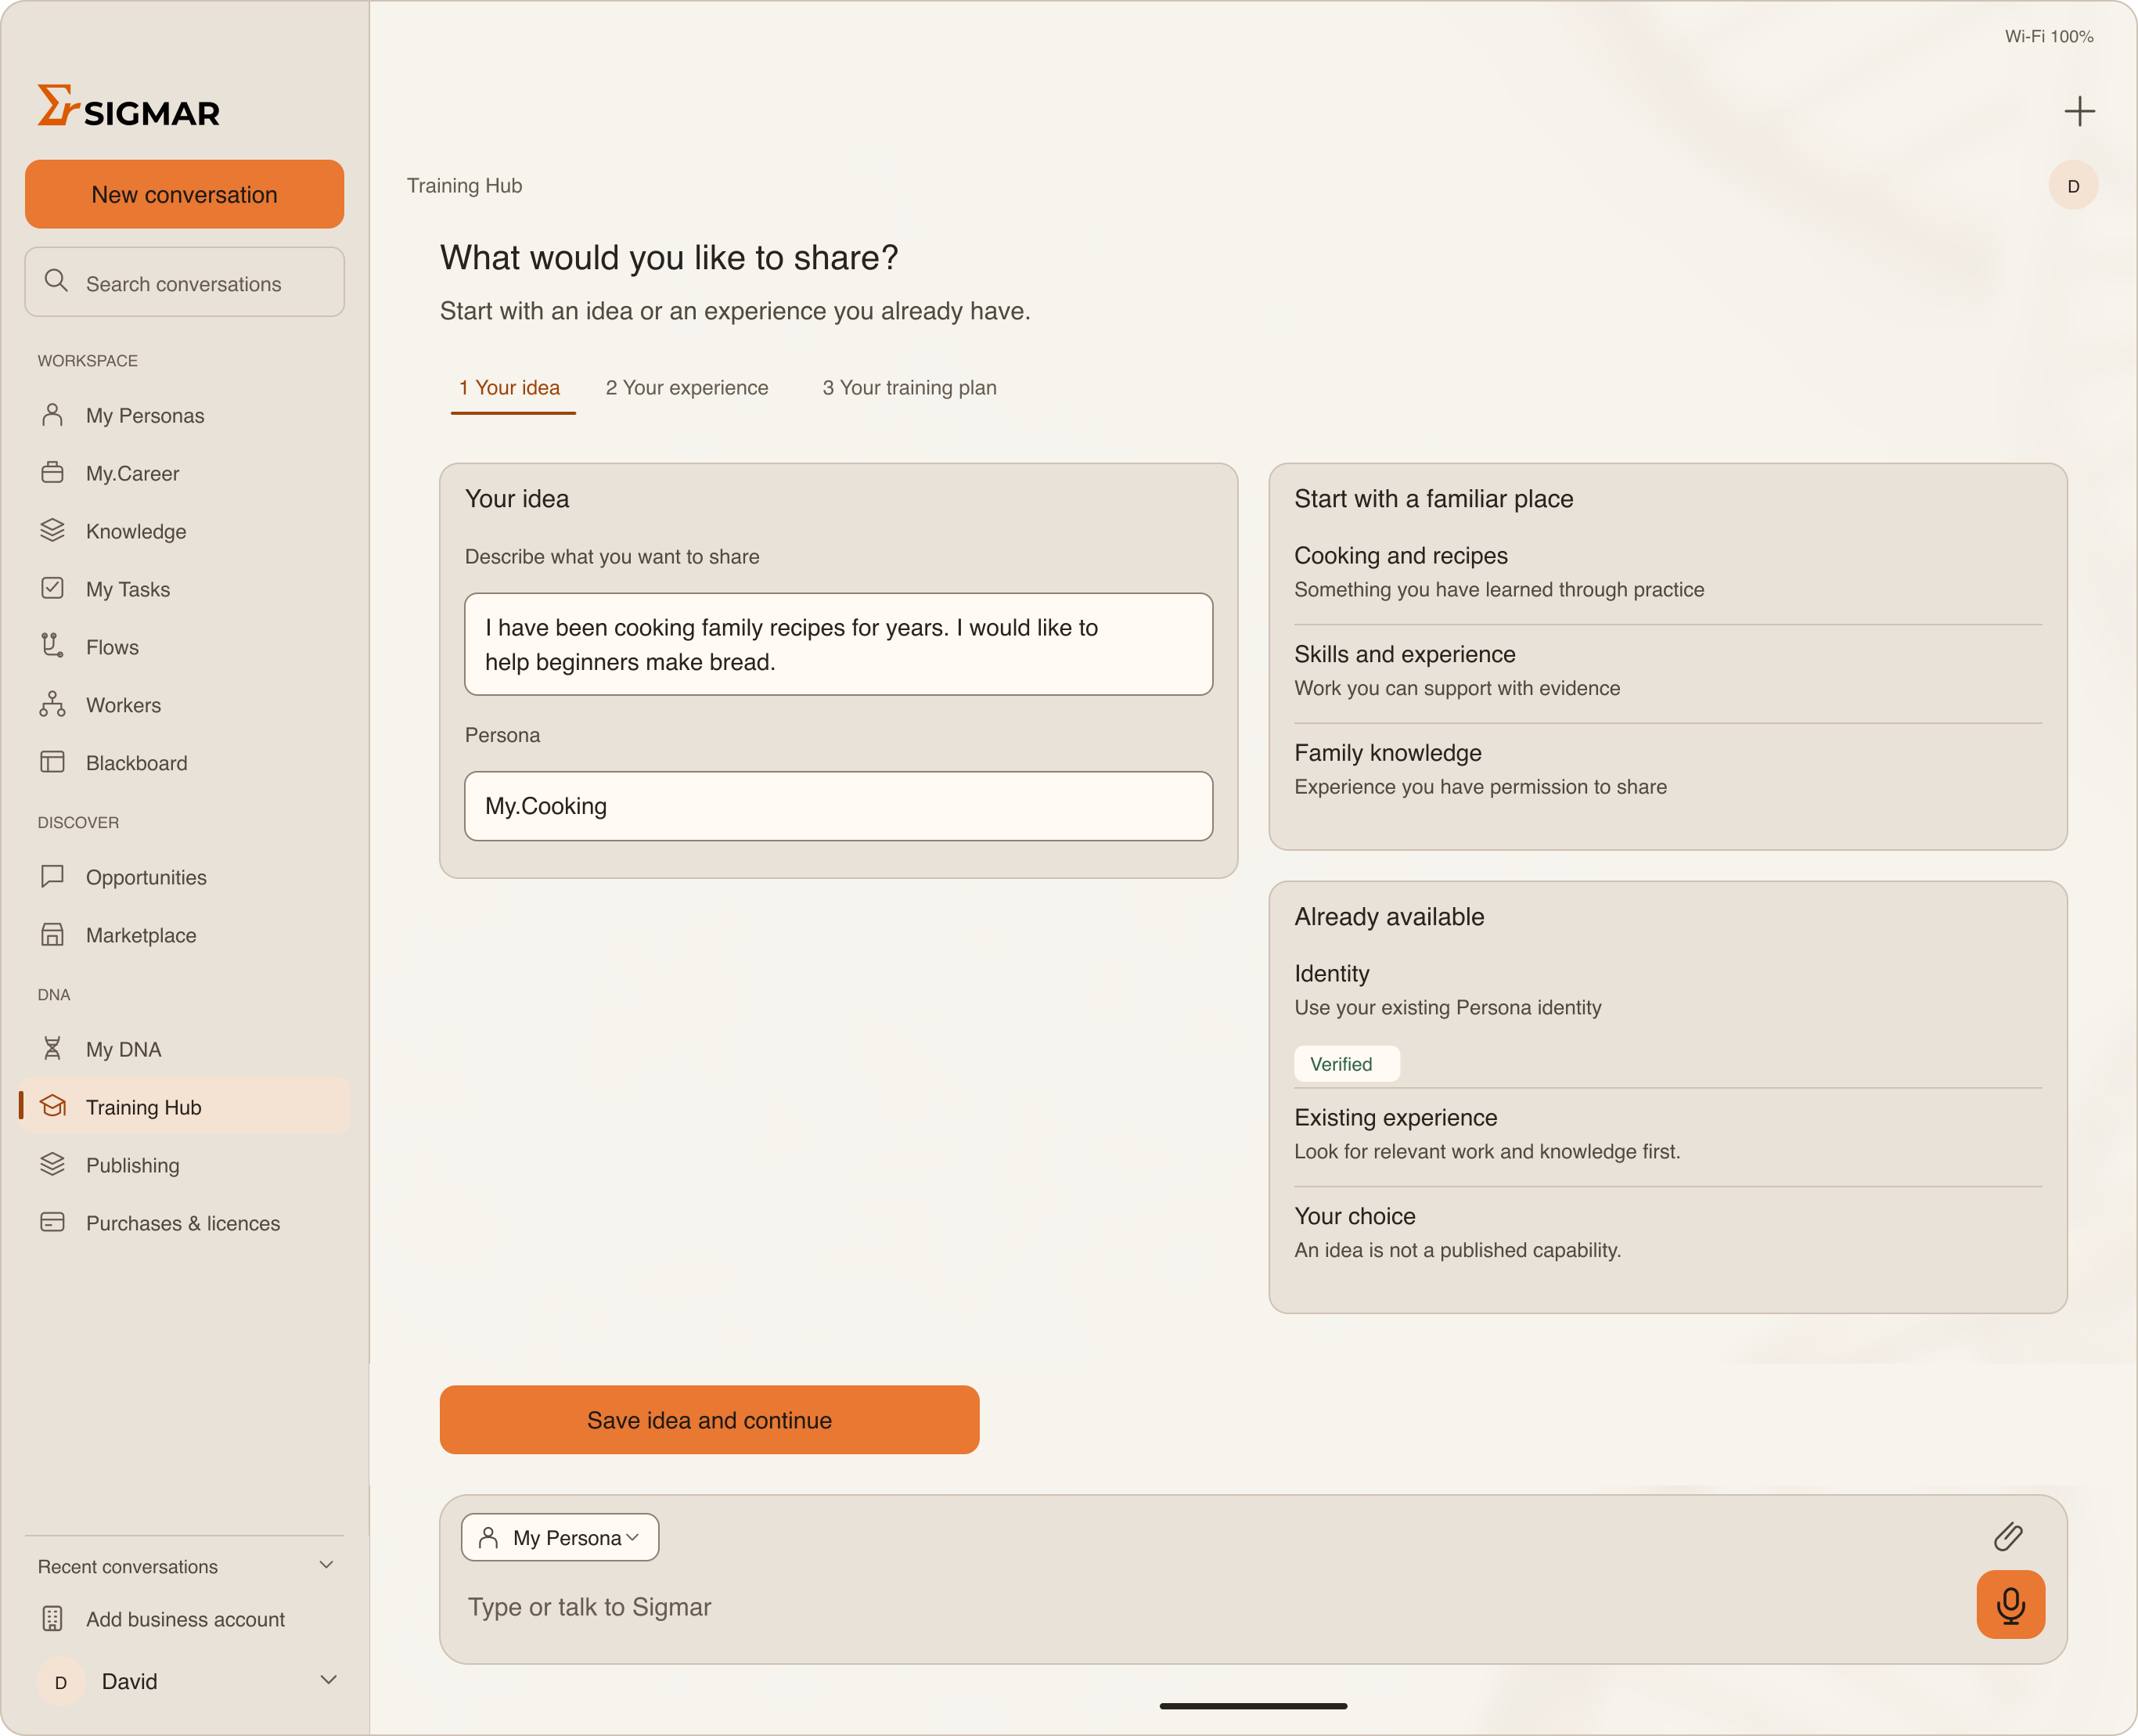 Wi-Fi 100%
Σr SIGMAR
New conversation
Search conversations
WORKSPACE
My Personas
My.Career
Knowledge
My Tasks
Flows
Workers
Blackboard
DISCOVER
Opportunities
Marketplace
DNA
My DNA
Training Hub
Publishing
Purchases & licences
Recent conversations
Add business account
D
David
Training Hub
D
What would you like to share?
Start with an idea or an experience you already have.
1 Your idea
2 Your experience
3 Your training plan
Your idea
Describe what you want to share
I have been cooking family recipes for years. I would like to
help beginners make bread.
Persona
My.Cooking
Start with a familiar place
Cooking and recipes
Something you have learned through practice
Skills and experience
Work you can support with evidence
Family knowledge
Experience you have permission to share
Already available
Identity
Use your existing Persona identity
Verified
Existing experience
Look for relevant work and knowledge first.
Your choice
An idea is not a published capability.
Save idea and continue
My Persona
Type or talk to Sigmar